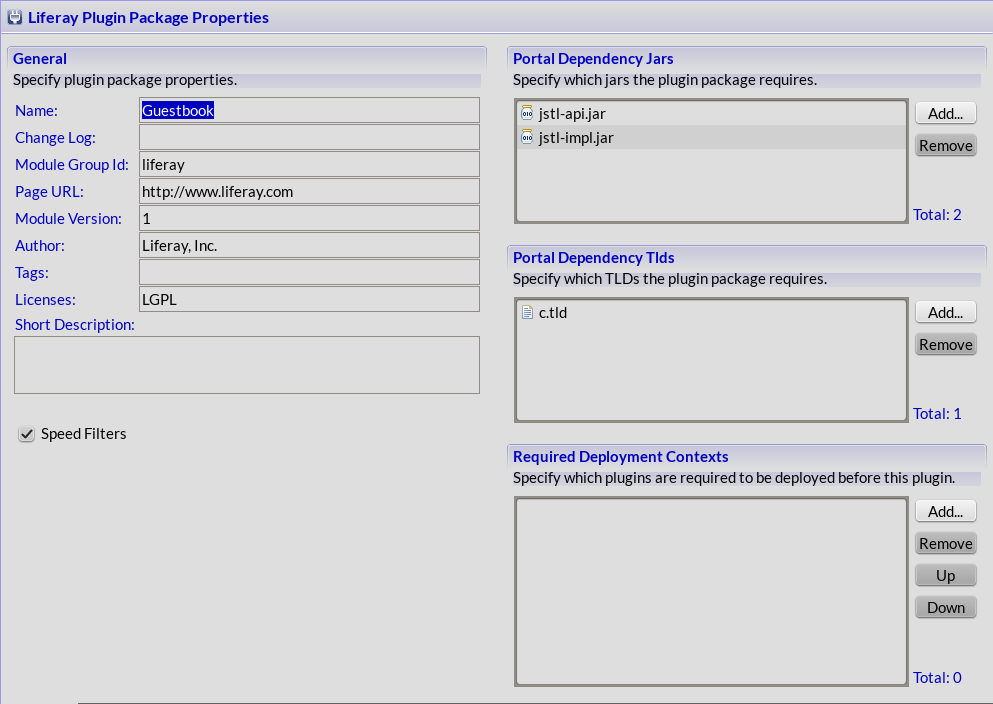 Liferay Plugin Package Properties
General
Specify plugin package properties.
Name: Guestbook
Change Log:
Module Group Id: liferay
Page URL: http://www.liferay.com
Module Version: 1
Author: Liferay, Inc.
Tags:
Licenses: LGPL
Short Description:
Speed Filters
Portal Dependency Jars
Specify which jars the plugin package requires.
jstl-api.jar
jstl-impl.jar
Add...
Remove
Total: 2
Portal Dependency Tlds
Specify which TLDs the plugin package requires.
c.tld
Add...
Remove
Total: 1
Required Deployment Contexts
Specify which plugins are required to be deployed before this plugin.
Add...
Remove
Up
Down
Total: 0